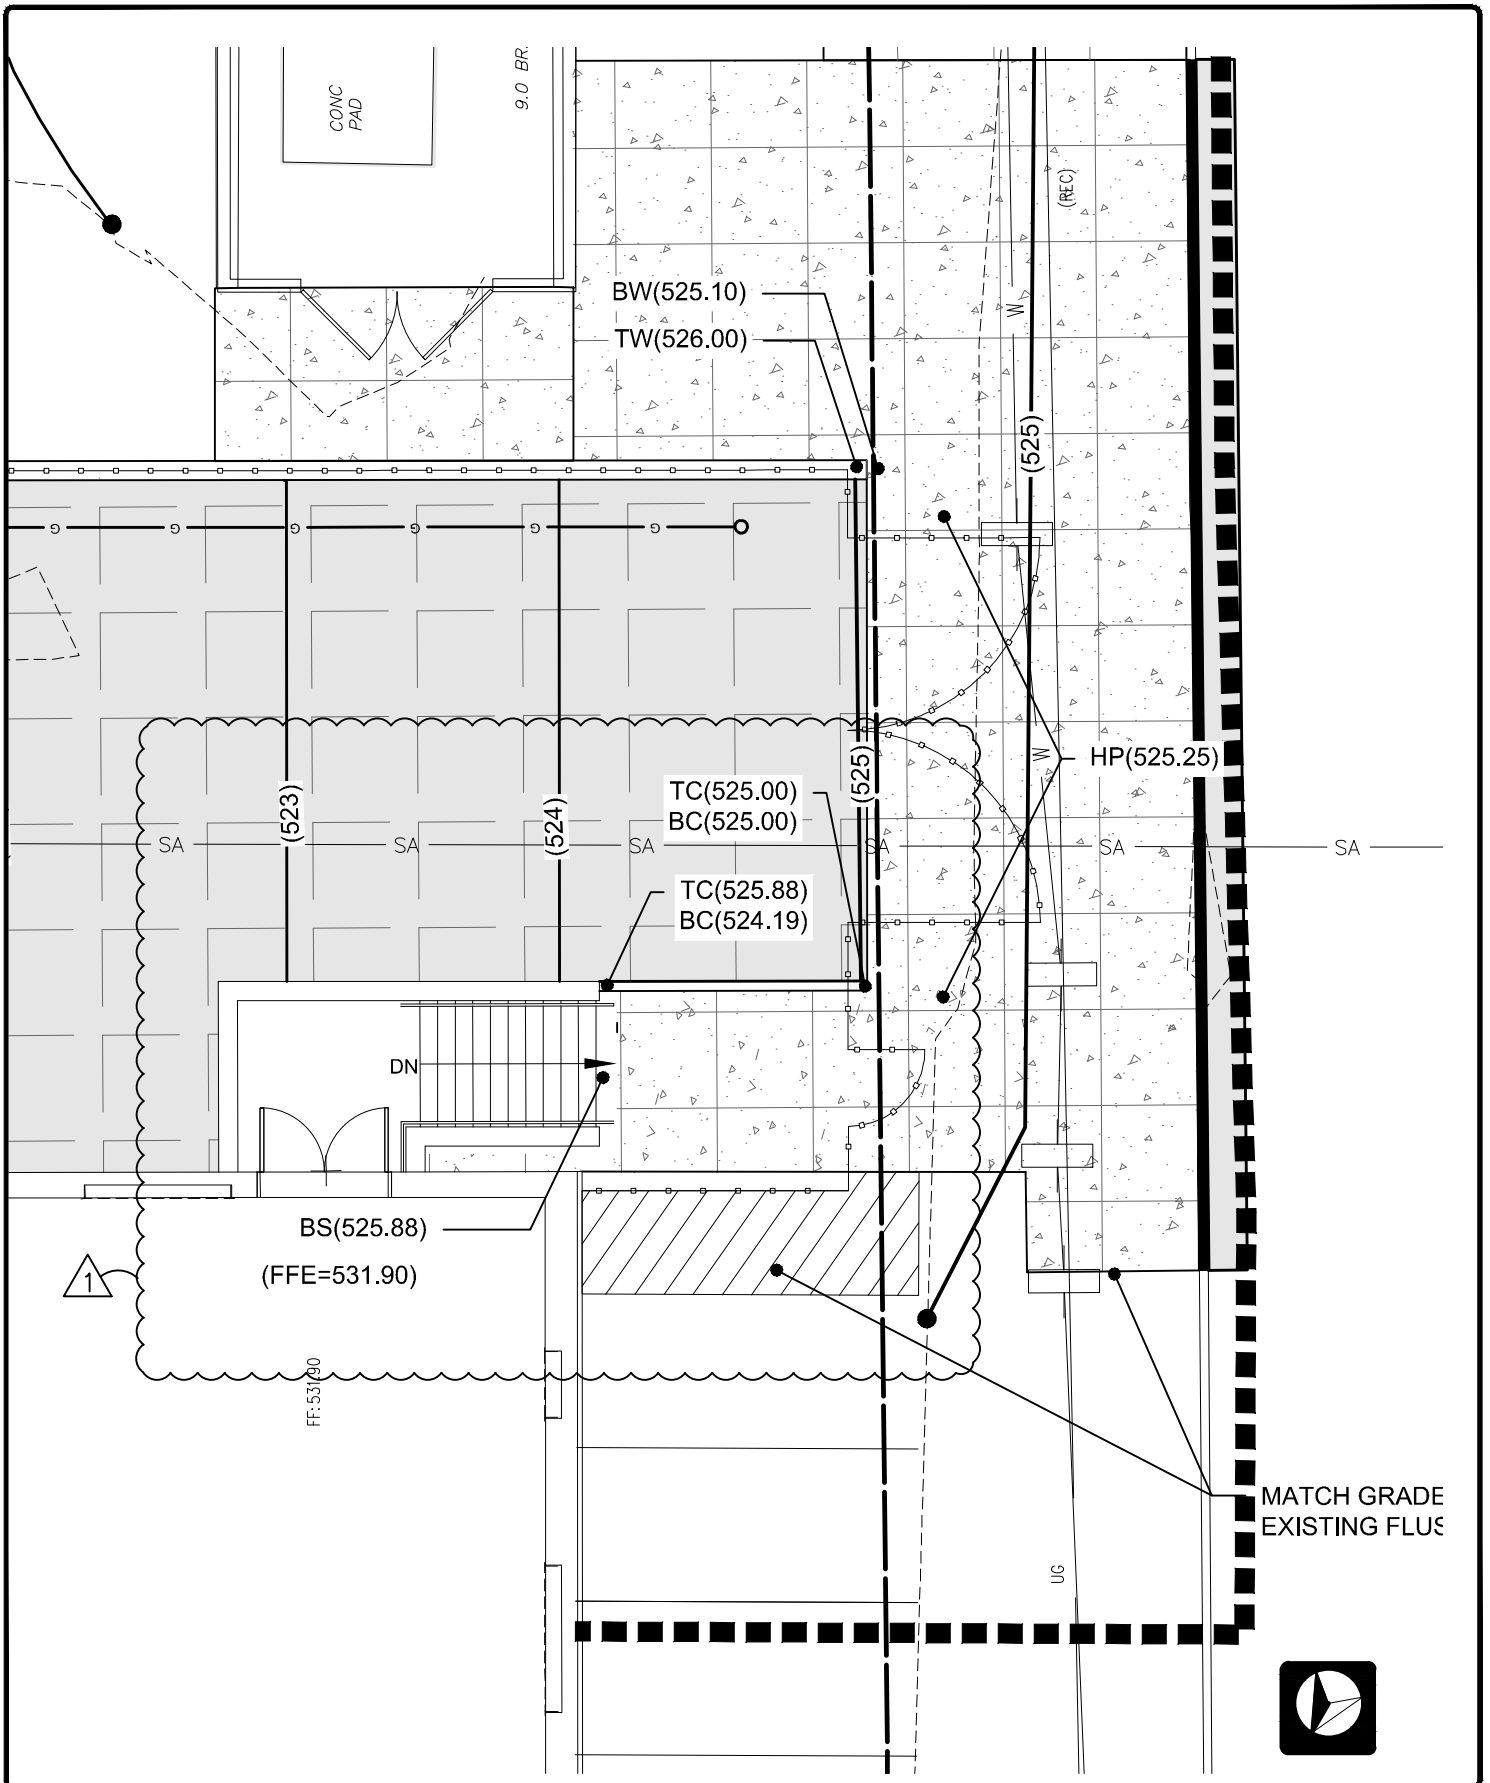 CONC
PAD
9.0 BR.
(REC)
BW(525.10)
TW(526.00)
W
(525)
G G G G G G
HP(525.25)
W
(525)
TC(525.00)
BC(525.00)
(523)
(524)
SA SA SA SA SA SA
TC(525.88)
BC(524.19)
DN
BS(525.88)
(FFE=531.90)
1
FF: 531.90
MATCH GRADE
EXISTING FLUS
UG